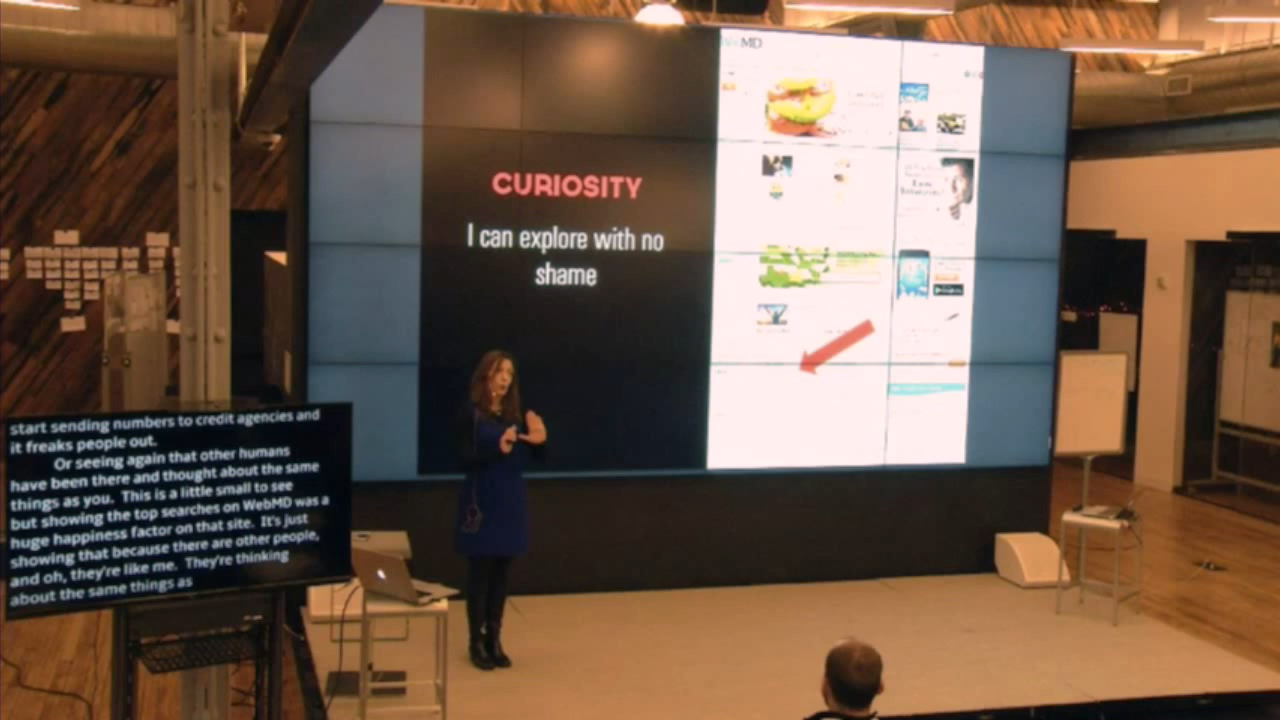 WebMD
CURIOSITY
I can explore with no
shame
start sending numbers to credit agencies and
it freaks people out.
Or seeing again that other humans
have been there and thought about the same
things as you. This is a little small to see
but showing the top searches on WebMD was a
huge happiness factor on that site. It's just
showing that because there are other people,
and oh, they're like me. They're thinking
about the same things as